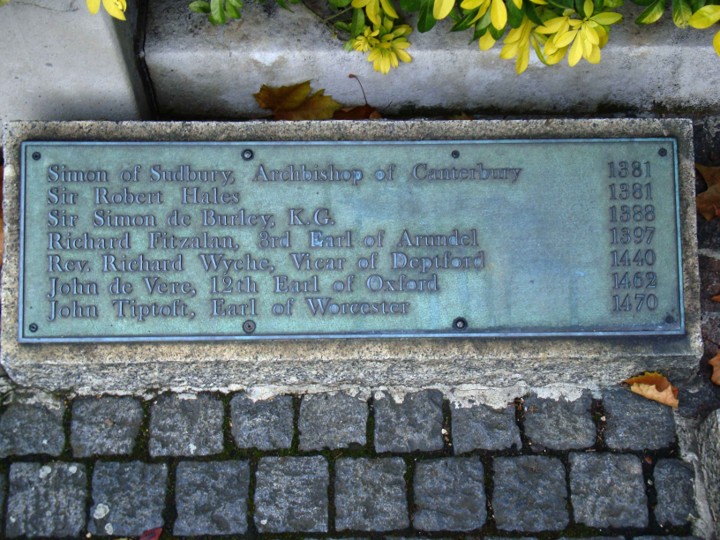 Simon of Sudbury, Archbishop of Canterbury 1381
Sir Robert Hales 1381
Sir Simon de Burley, K.G. 1388
Richard Fitzalan, 3rd Earl of Arundel 1397
Rev. Richard Wyche, Vicar of Deptford 1440
John de Vere, 12th Earl of Oxford 1462
John Tiptoft, Earl of Worcester 1470